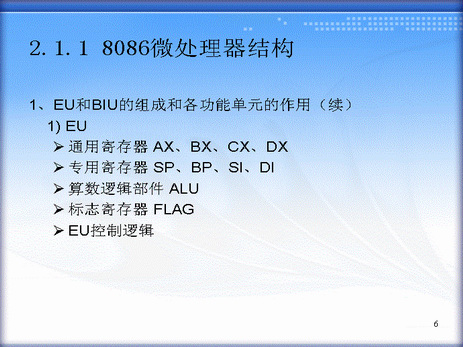 2.1.1 8086微处理器结构
1、EU和BIU的组成和各功能单元的作用（续）
1) EU
➢ 通用寄存器 AX、BX、CX、DX
➢ 专用寄存器 SP、BP、SI、DI
➢ 算数逻辑部件 ALU
➢ 标志寄存器 FLAG
➢ EU控制逻辑
6